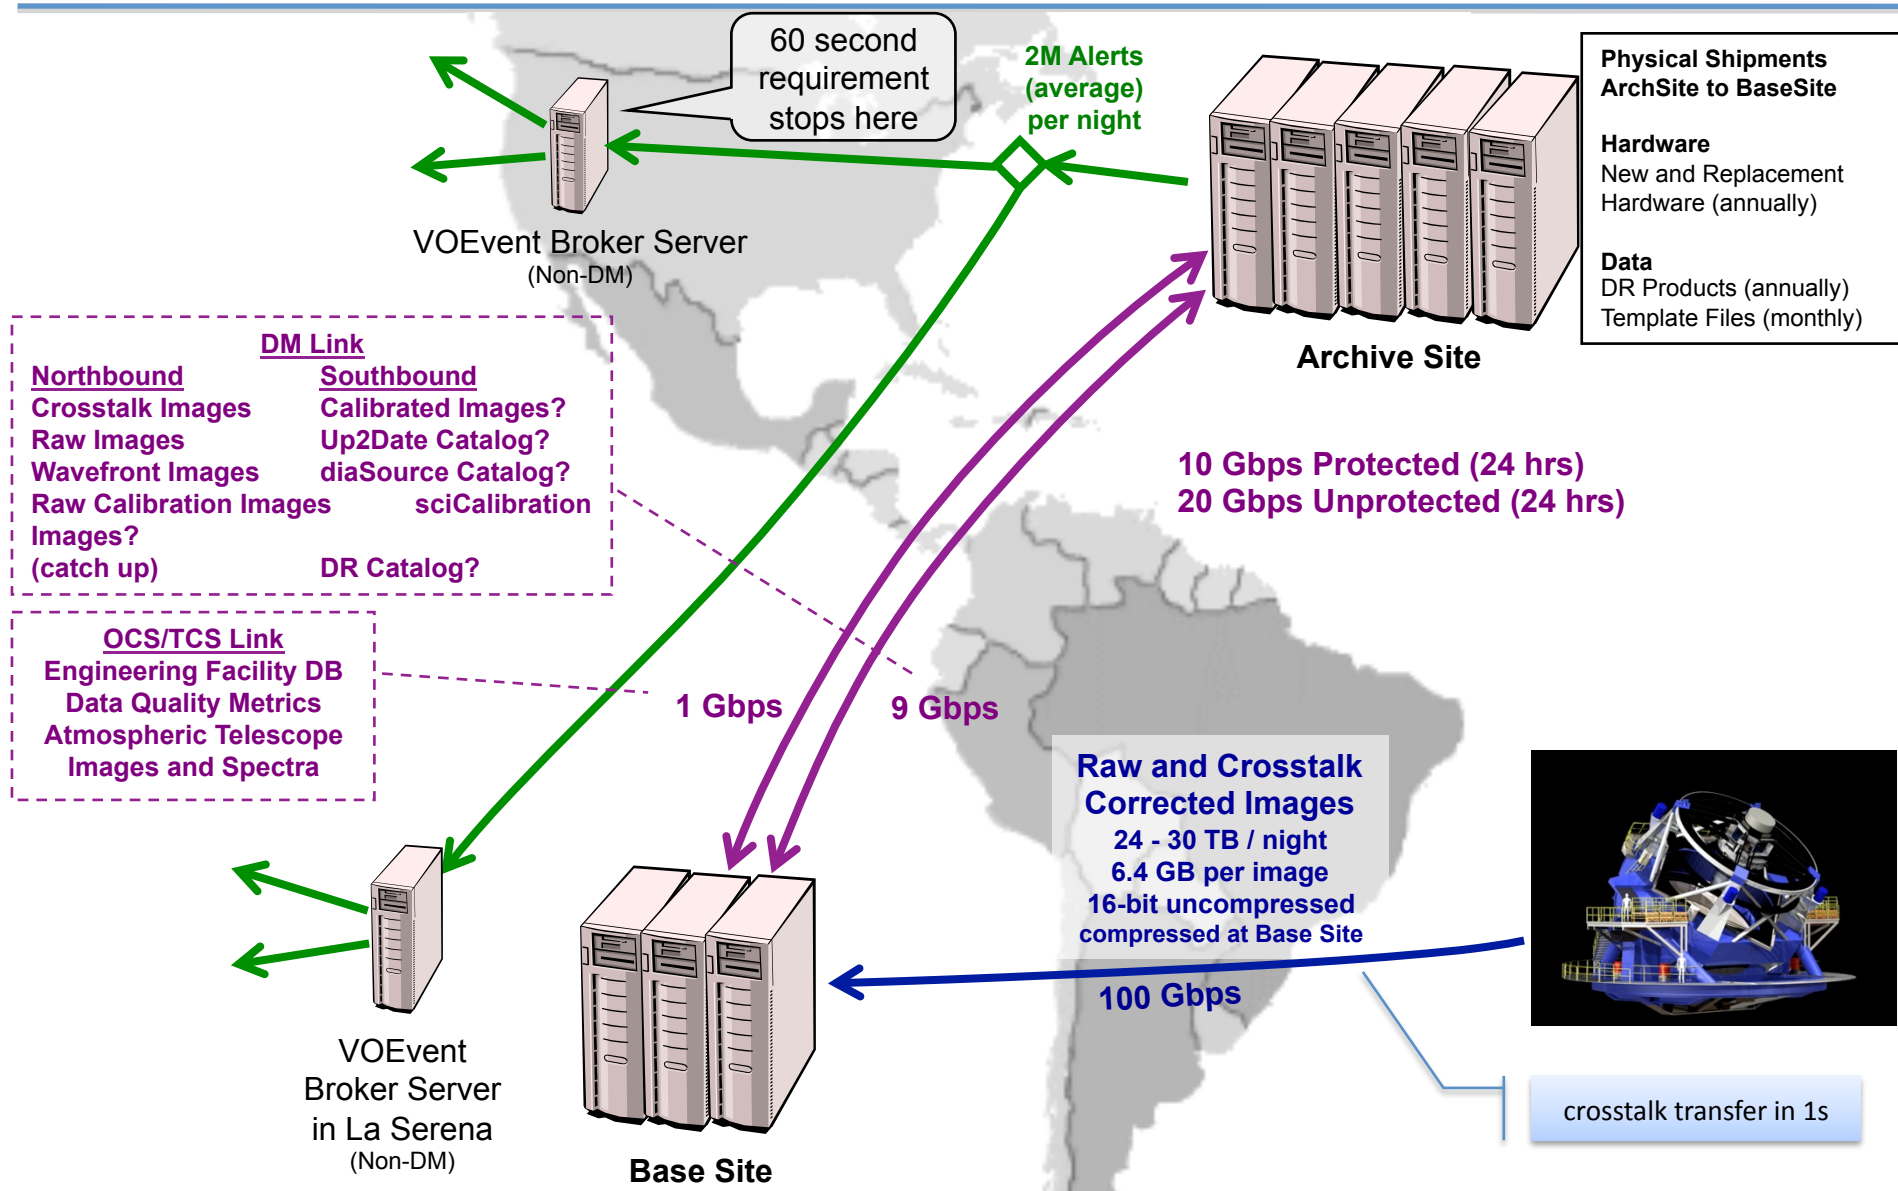 60 second
requirement
stops here
2M Alerts
(average)
per night
Physical Shipments
ArchSite to BaseSite
Hardware
New and Replacement
Hardware (annually)
Data
DR Products (annually)
Template Files (monthly)
VOEvent Broker Server
(Non-DM)
Archive Site
DM Link
Northbound Southbound
Crosstalk Images Calibrated Images?
Raw Images Up2Date Catalog?
Wavefront Images diaSource Catalog?
Raw Calibration Images sciCalibration
Images?
(catch up) DR Catalog?
10 Gbps Protected (24 hrs)
20 Gbps Unprotected (24 hrs)
OCS/TCS Link
Engineering Facility DB
Data Quality Metrics
Atmospheric Telescope
Images and Spectra
1 Gbps
9 Gbps
Raw and Crosstalk
Corrected Images
24 - 30 TB / night
6.4 GB per image
16-bit uncompressed
compressed at Base Site
100 Gbps
VOEvent
Broker Server
in La Serena
(Non-DM)
Base Site
crosstalk transfer in 1s